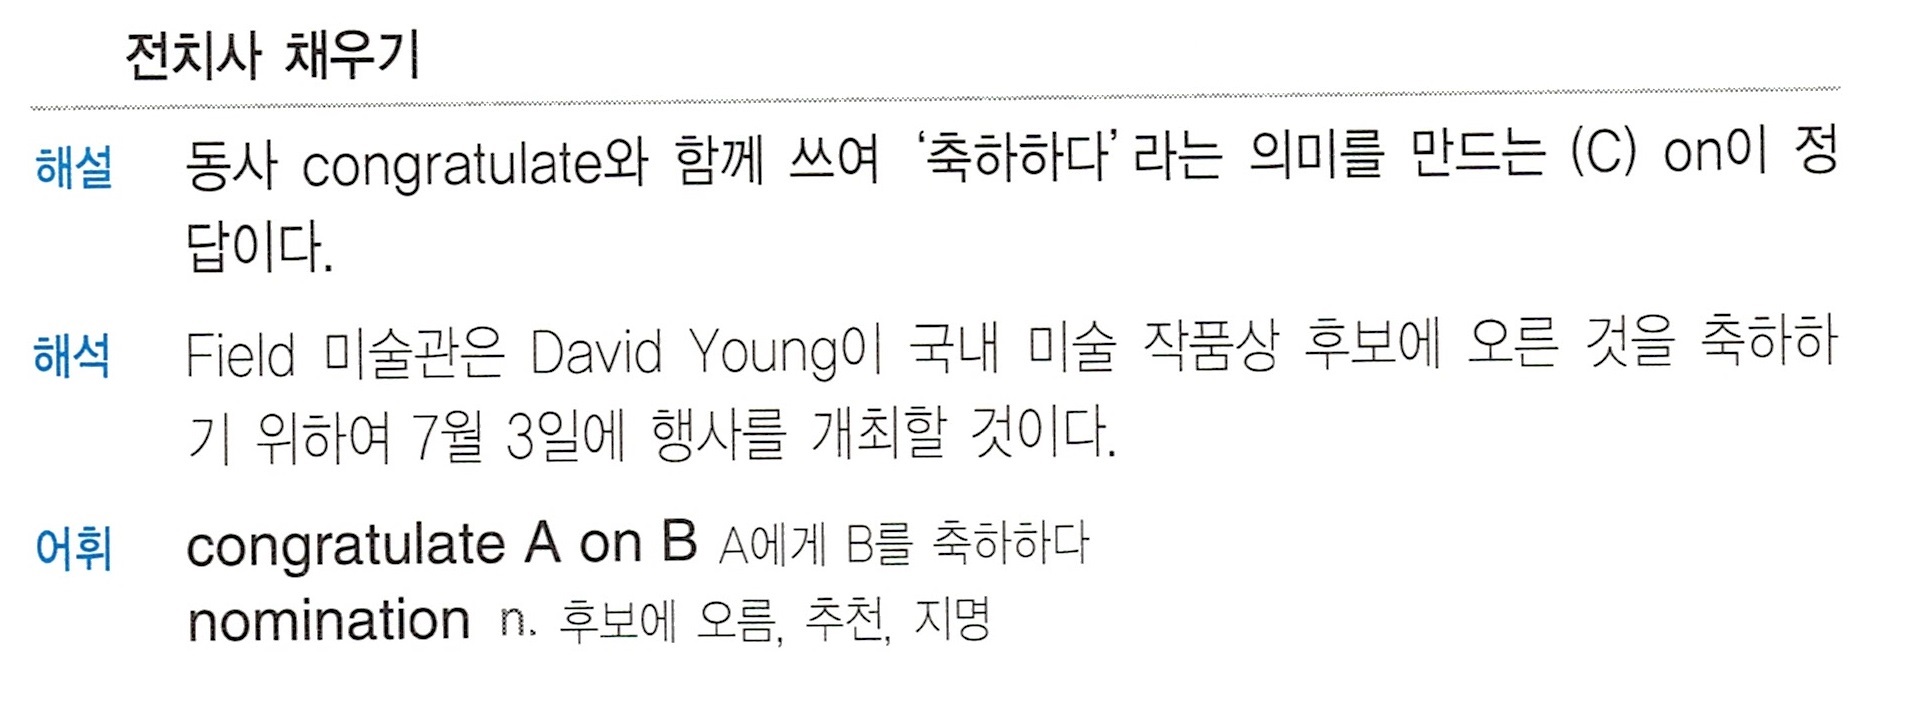 전치사 채우기
해설 동사 congratulate와 함께 쓰여 ‘축하하다’라는 의미를 만드는 (C) on이 정
답이다.
해석 Field 미술관은 David Young이 국내 미술 작품상 후보에 오른 것을 축하하
기 위하여 7월 3일에 행사를 개최할 것이다.
어휘 congratulate A on B A에게 B를 축하하다
nomination n. 후보에 오름, 추천, 지명